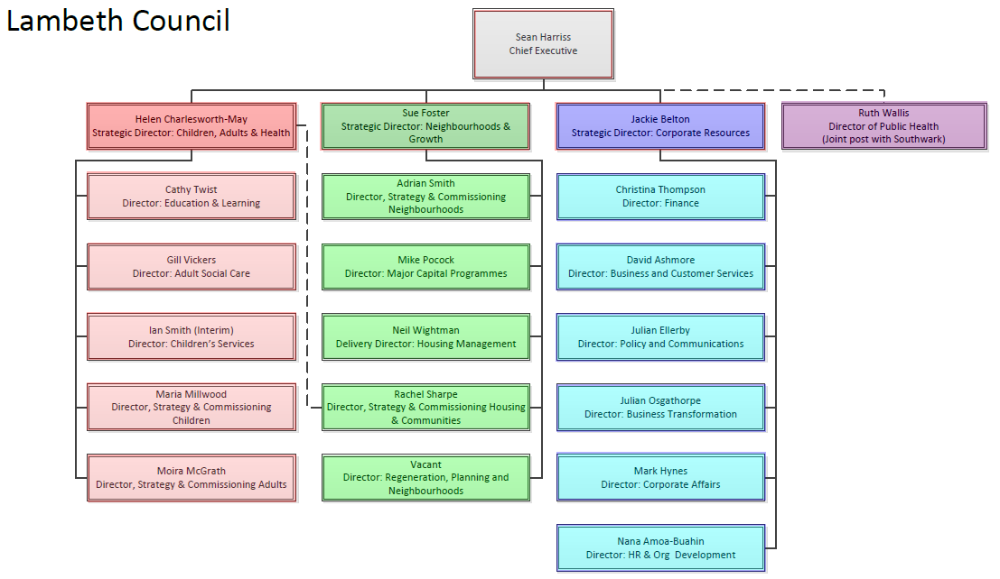 Lambeth Council
Sean Harriss
Chief Executive
Helen Charlesworth-May
Strategic Director: Children, Adults & Health
Sue Foster
Strategic Director: Neighbourhoods &
Growth
Jackie Belton
Strategic Director: Corporate Resources
Ruth Wallis
Director of Public Health
(Joint post with Southwark)
Cathy Twist
Director: Education & Learning
Gill Vickers
Director: Adult Social Care
Ian Smith (Interim)
Director: Children’s Services
Maria Millwood
Director, Strategy & Commissioning
Children
Moira McGrath
Director, Strategy & Commissioning Adults
Adrian Smith
Director, Strategy & Commissioning
Neighbourhoods
Mike Pocock
Director: Major Capital Programmes
Neil Wightman
Delivery Director: Housing Management
Rachel Sharpe
Director, Strategy & Commissioning Housing
& Communities
Vacant
Director: Regeneration, Planning and
Neighbourhoods
Christina Thompson
Director: Finance
David Ashmore
Director: Business and Customer Services
Julian Ellerby
Director: Policy and Communications
Julian Osgathorpe
Director: Business Transformation
Mark Hynes
Director: Corporate Affairs
Nana Amoa-Buahin
Director: HR & Org  Development